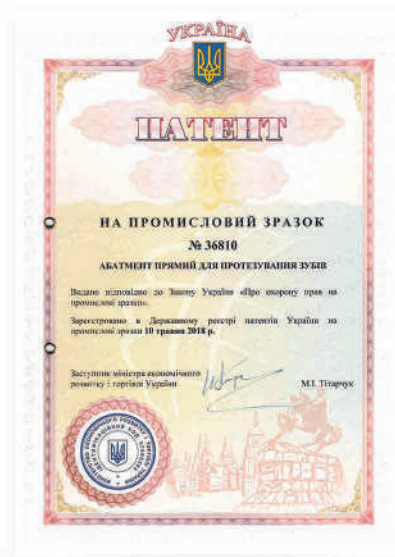 УКРАЇНА
ПАТЕНТ
НА ПРОМИСЛОВИЙ ЗРАЗОК
№ 36810
АБАТМЕНТ ПРЯМИЙ ДЛЯ ПРОТЕЗУВАННЯ ЗУБІВ
Видано відповідно до Закону України «Про охорону прав на
промислові зразки».
Зареєстровано в Державному реєстрі патентів України на
промислові зразки 10 травня 2018 р.
Заступник міністра економічного
розвитку і торгівлі України
М.І. Тітарчук